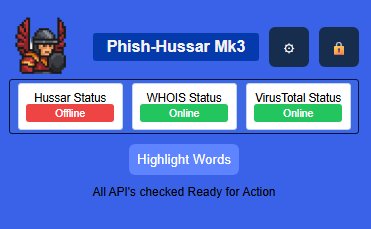 Phish-Hussar Mk3
Hussar Status
Offline
WHOIS Status
Online
VirusTotal Status
Online
Highlight Words
All API's checked Ready for Action